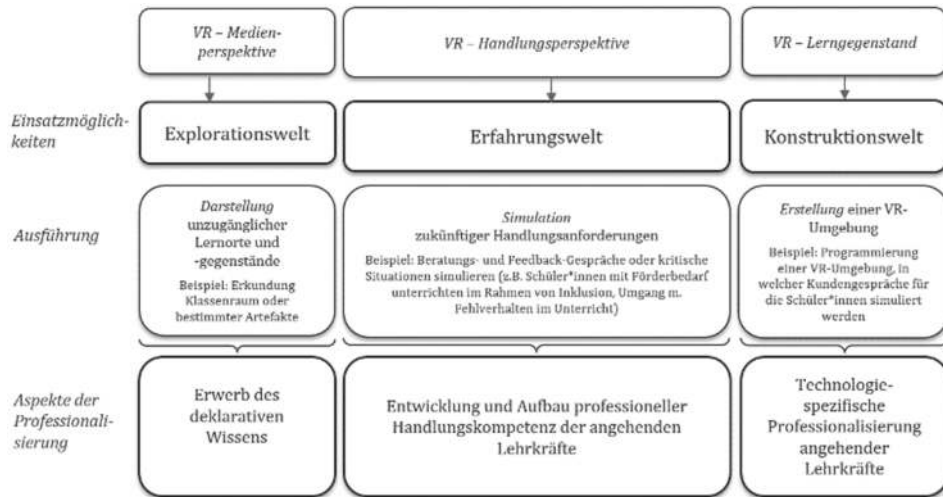 VR – Medien-
perspektive
VR – Handlungsperspektive
VR – Lerngegenstand
Einsatzmöglich-
keiten
Explorationswelt
Erfahrungswelt
Konstruktionswelt
Ausführung
Darstellung
unzugänglicher
Lernorte und
-gegenstände
Beispiel: Erkundung
Klassenraum oder
bestimmter Artefakte
Simulation
zukünftiger Handlungsanforderungen
Beispiel: Beratungs- und Feedback-Gespräche oder kritische
Situationen simulieren (z.B. Schüler*innen mit Förderbedarf
unterrichten im Rahmen von Inklusion, Umgang m.
Fehlverhalten im Unterricht)
Erstellung einer VR-
Umgebung
Beispiel: Programmierung
einer VR-Umgebung, in
welcher Kundengespräche für
die Schüler*innen simuliert
werden
Aspekte der
Professionali-
sierung
Erwerb des
deklarativen
Wissens
Entwicklung und Aufbau professioneller
Handlungskompetenz der angehenden
Lehrkräfte
Technologie-
spezifische
Professionalisierung
angehender
Lehrkräfte